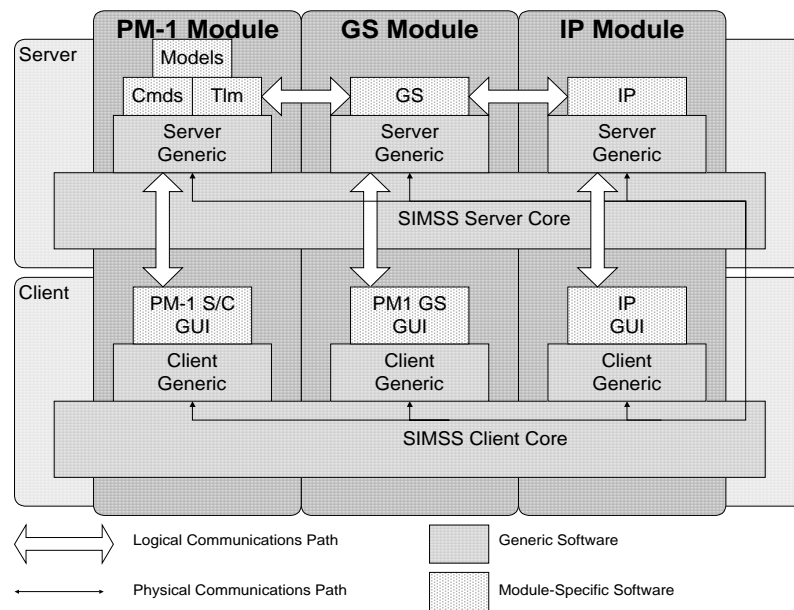 PM-1 Module
GS Module
IP Module
Server
Models
Cmds
Tlm
GS
IP
Server
Generic
Server
Generic
Server
Generic
SIMSS Server Core
Client
PM-1 S/C
GUI
PM1 GS
GUI
IP
GUI
Client
Generic
Client
Generic
Client
Generic
SIMSS Client Core
Logical Communications Path
Generic Software
Physical Communications Path
Module-Specific Software